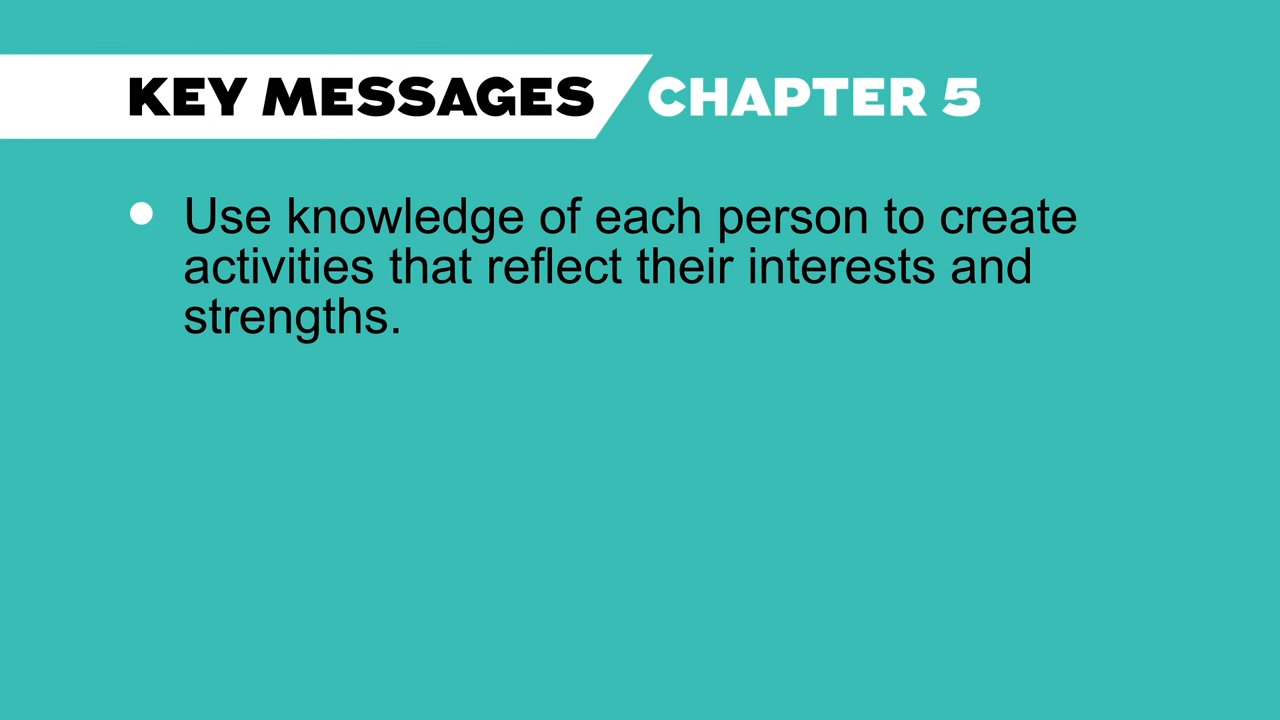 KEY MESSAGES CHAPTER 5
• Use knowledge of each person to create
activities that reflect their interests and
strengths.